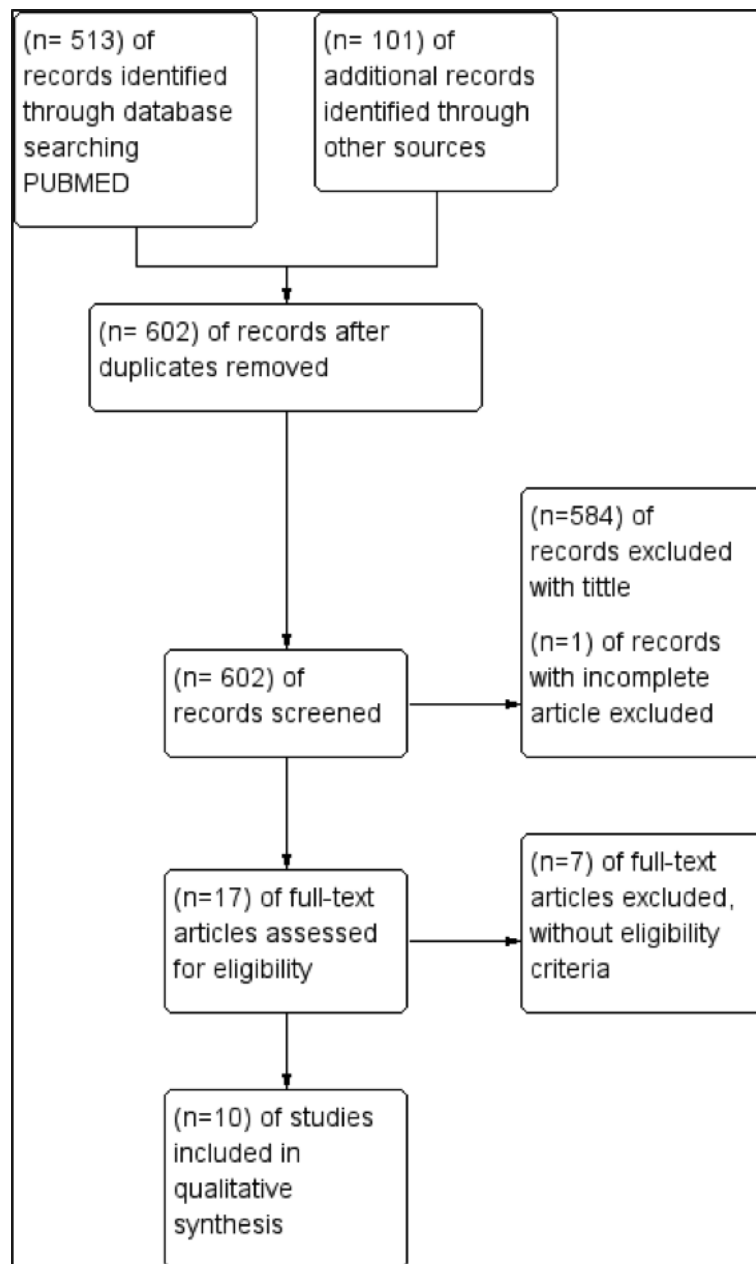 (n= 513) of
records identified
through database
searching
PUBMED
(n= 101) of
additional records
identified through
other sources
(n= 602) of records after
duplicates removed
(n=584) of
records excluded
with tittle
(n=1) of records
with incomplete
article excluded
(n= 602) of
records screened
(n=17) of full-text
articles assessed
for eligibility
(n=7) of full-text
articles excluded,
without eligibility
criteria
(n=10) of studies
included in
qualitative
synthesis